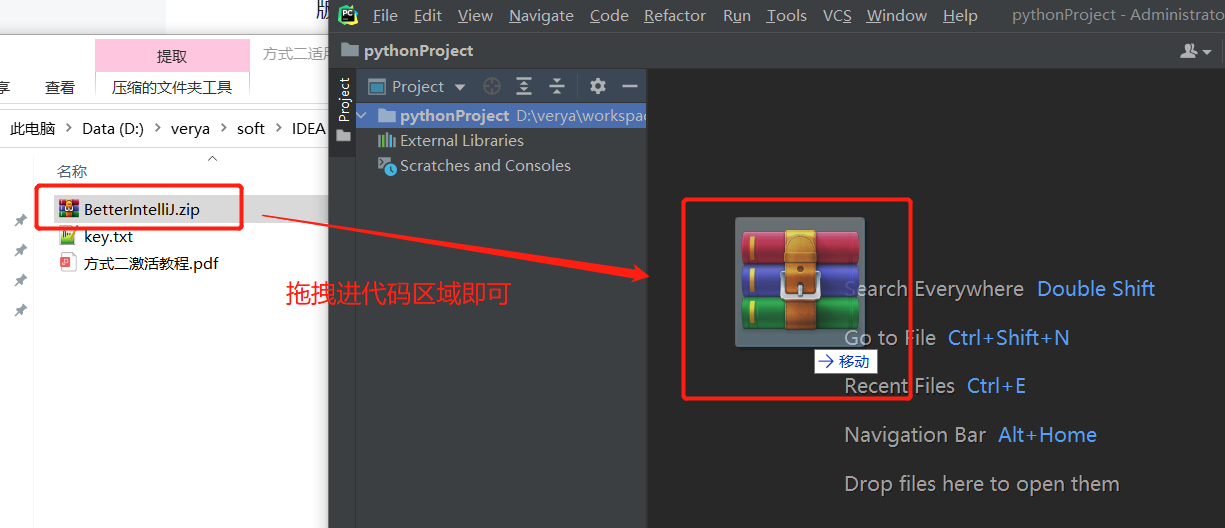 版
提取
方式二适用
享
查看
压缩的文件夹工具
此电脑 > Data (D:) > verya > soft > IDEA
名称
BetterIntelliJ.zip
key.txt
方式二激活教程.pdf
拖拽进代码区域即可
PC
File Edit View Navigate Code Refactor Run Tools VCS Window Help pythonProject - Administrato
pythonProject
Project
Project
pythonProject D:\verya\workspac
External Libraries
Scratches and Consoles
移动
Search Everywhere Double Shift
Go to File Ctrl+Shift+N
Recent Files Ctrl+E
Navigation Bar Alt+Home
Drop files here to open them